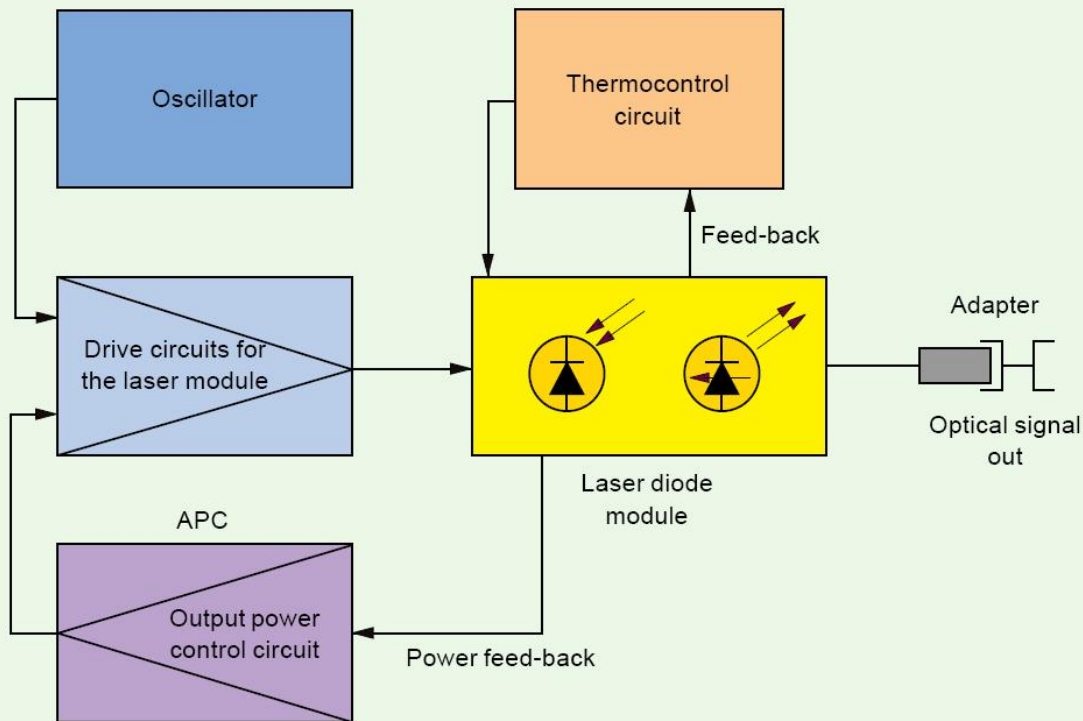 Oscillator
Thermocontrol
circuit
Feed-back
Drive circuits for
the laser module
Adapter
Optical signal
out
Laser diode
module
APC
Output power
control circuit
Power feed-back